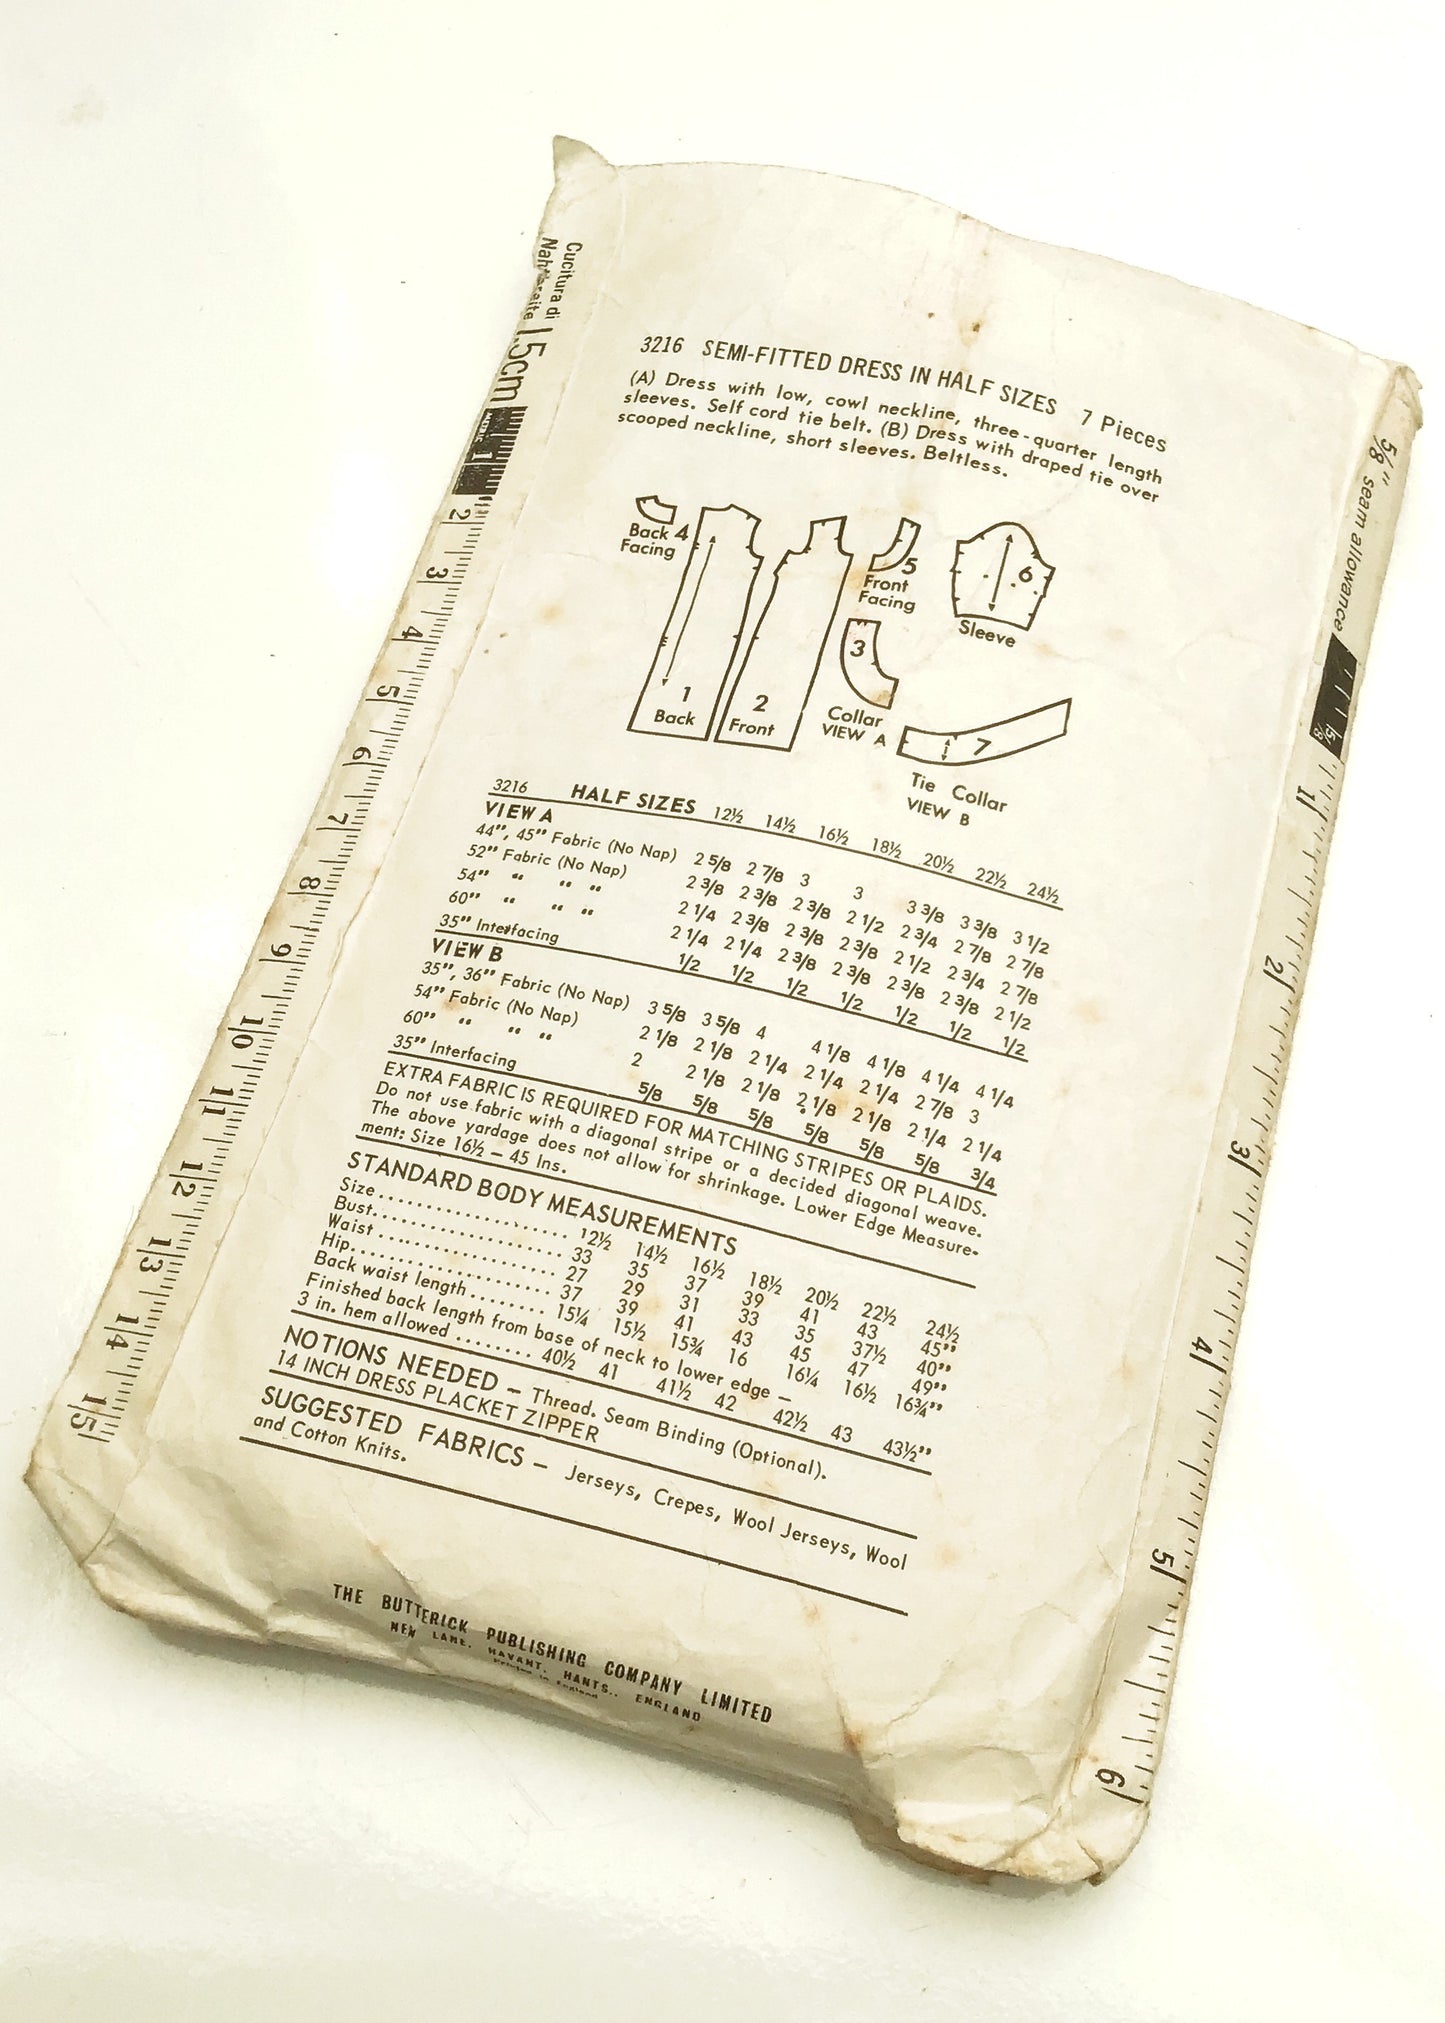 Cucitura di
1.5cm
METRIC
1
2
3
4
5
6
7
8
9
10
11
12
13
14
15
3216 SEMI-FITTED DRESS IN HALF SIZES 7 Pieces
(A) Dress with low, cowl neckline, three-quarter length
sleeves. Self cord tie belt. (B) Dress with draped tie over
scooped neckline, short sleeves. Beltless.
Back 4
Facing
5
Front
Facing
6
Sleeve
3
Collar
VIEW A
1
Back
2
Front
7
Tie Collar
VIEW B
3216 HALF SIZES 12½ 14½ 16½ 18½ 20½ 22½ 24½
VIEW A
44", 45" Fabric (No Nap) 2 5/8 2 7/8 3 3 3 3/8 3 3/8 3 1/2
52" Fabric (No Nap) 2 3/8 2 3/8 2 3/8 2 1/2 2 3/4 2 7/8 2 7/8
54" " " " 2 1/4 2 3/8 2 3/8 2 3/8 2 1/2 2 3/4 2 7/8
60" " " " 2 1/4 2 1/4 2 3/8 2 3/8 2 3/8 2 3/8 2 1/2
35" Interfacing 1/2 1/2 1/2 1/2 1/2 1/2 1/2
VIEW B
35", 36" Fabric (No Nap) 3 5/8 3 5/8 4 4 1/8 4 1/8 4 1/4 4 1/4
54" Fabric (No Nap) 2 1/8 2 1/8 2 1/4 2 1/4 2 1/4 2 7/8 3
60" " " " 2 2 1/8 2 1/8 2 1/8 2 1/8 2 1/4 2 1/4
35" Interfacing 5/8 5/8 5/8 5/8 5/8 5/8 3/4
EXTRA FABRIC IS REQUIRED FOR MATCHING STRIPES OR PLAIDS.
Do not use fabric with a diagonal stripe or a decided diagonal weave.
The above yardage does not allow for shrinkage. Lower Edge Measure-
ment: Size 16½ – 45 Ins.
STANDARD BODY MEASUREMENTS
Size.................. 12½ 14½ 16½ 18½ 20½ 22½ 24½
Bust.................. 33 35 37 39 41 43 45"
Waist................. 27 29 31 33 35 37½ 40"
Hip................... 37 39 41 43 45 47 49"
Back waist length........ 15¼ 15½ 15¾ 16 16¼ 16½ 16¾"
Finished back length from base of neck to lower edge –
3 in. hem allowed ........ 40½ 41 41½ 42 42½ 43 43½"
NOTIONS NEEDED – Thread. Seam Binding (Optional).
14 INCH DRESS PLACKET ZIPPER
SUGGESTED FABRICS – Jerseys, Crepes, Wool Jerseys, Wool
and Cotton Knits.
THE BUTTERICK PUBLISHING COMPANY LIMITED
NEW LANE, HAVANT, HANTS., ENGLAND
Printed in England
5/8" seam allowance
5/8
1
2
3
4
5
6